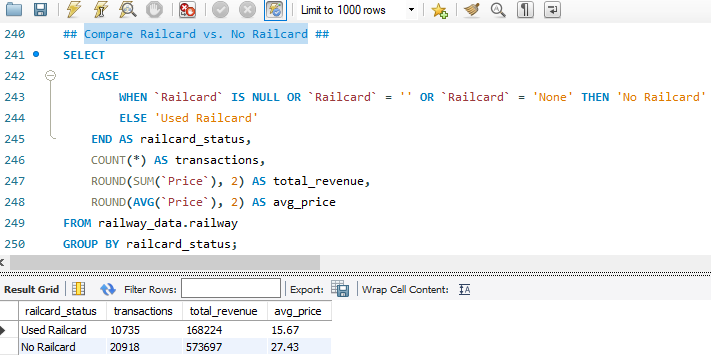 Limit to 1000 rows
240 ## Compare Railcard vs. No Railcard ##
241 SELECT
242 CASE
243 WHEN `Railcard` IS NULL OR `Railcard` = '' OR `Railcard` = 'None' THEN 'No Railcard'
244 ELSE 'Used Railcard'
245 END AS railcard_status,
246 COUNT(*) AS transactions,
247 ROUND(SUM(`Price`), 2) AS total_revenue,
248 ROUND(AVG(`Price`), 2) AS avg_price
249 FROM railway_data.railway
250 GROUP BY railcard_status;
Result Grid Filter Rows: Export: Wrap Cell Content:
railcard_status transactions total_revenue avg_price
Used Railcard 10735 168224 15.67
No Railcard 20918 573697 27.43